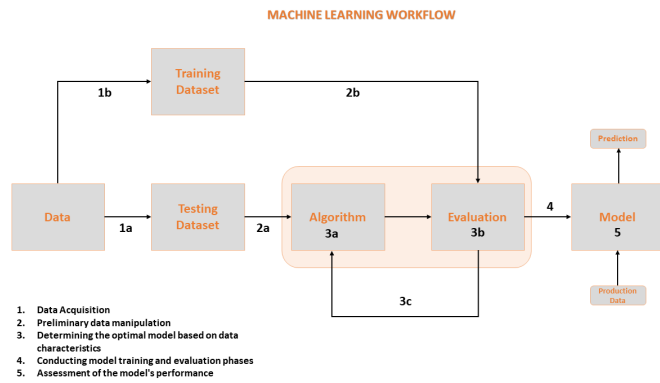 MACHINE LEARNING WORKFLOW
Training
Dataset
1b
2b
Prediction
Data
1a
Testing
Dataset
2a
Algorithm
3a
Evaluation
3b
4
Model
5
3c
Production
Data
1. Data Acquisition
2. Preliminary data manipulation
3. Determining the optimal model based on data
characteristics
4. Conducting model training and evaluation phases
5. Assessment of the model's performance